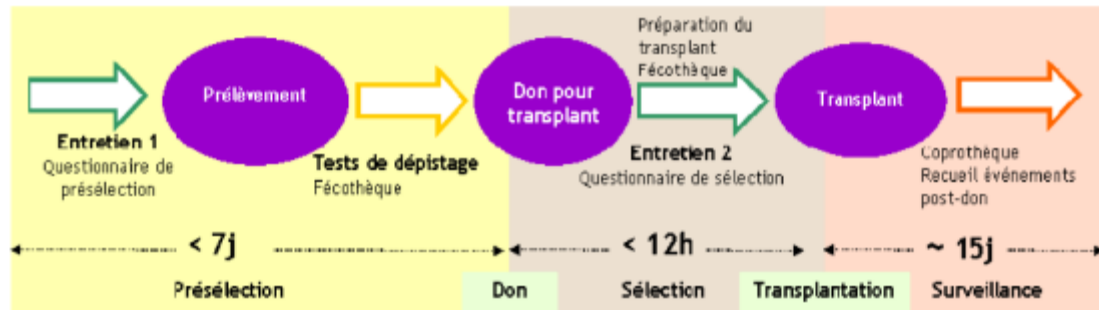 Entretien 1
Questionnaire de
présélection
Prélèvement
Tests de dépistage
Fécothèque
Don pour
transplant
Préparation du
transplant
Fécothèque
Entretien 2
Questionnaire de sélection
Transplant
Coprothèque
Recueil événements
post-don
< 7j
< 12h
~ 15j
Présélection
Don
Sélection
Transplantation
Surveillance